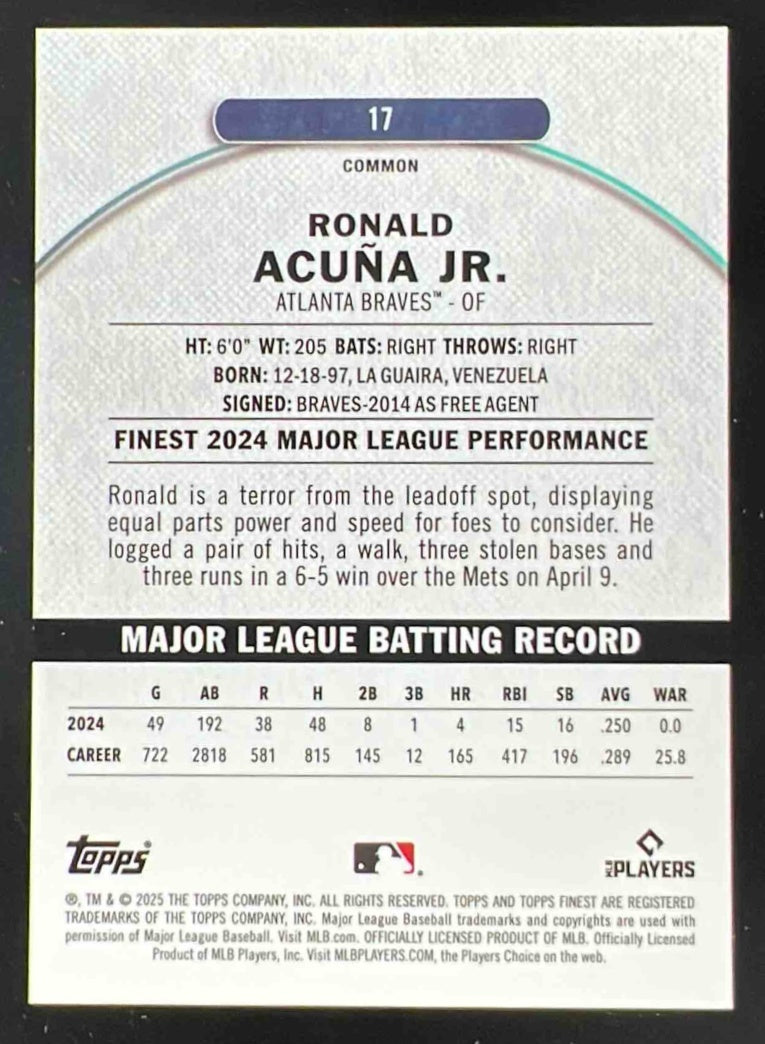 17
COMMON
RONALD
ACUÑA JR.
ATLANTA BRAVES™ - OF
HT: 6'0" WT: 205 BATS: RIGHT THROWS: RIGHT
BORN: 12-18-97, LA GUAIRA, VENEZUELA
SIGNED: BRAVES-2014 AS FREE AGENT
FINEST 2024 MAJOR LEAGUE PERFORMANCE
Ronald is a terror from the leadoff spot, displaying
equal parts power and speed for foes to consider. He
logged a pair of hits, a walk, three stolen bases and
three runs in a 6-5 win over the Mets on April 9.
MAJOR LEAGUE BATTING RECORD
G AB R H 2B 3B HR RBI SB AVG WAR
2024 49 192 38 48 8 1 4 15 16 .250 0.0
CAREER 722 2818 581 815 145 12 165 417 196 .289 25.8
Topps® MLB PLAYERS
®, TM & © 2025 THE TOPPS COMPANY, INC. ALL RIGHTS RESERVED. TOPPS AND TOPPS FINEST ARE REGISTERED
TRADEMARKS OF THE TOPPS COMPANY, INC. Major League Baseball trademarks and copyrights are used with
permission of Major League Baseball. Visit MLB.com. OFFICIALLY LICENSED PRODUCT OF MLB. Officially Licensed
Product of MLB Players, Inc. Visit MLBPLAYERS.COM, the Players Choice on the web.